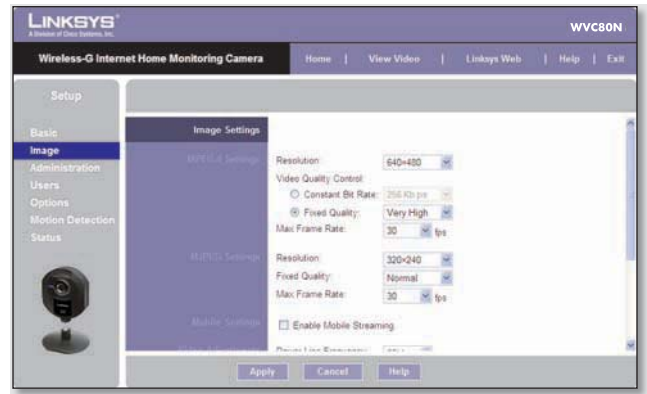 LINKSYS®
A Division of Cisco Systems, Inc.
WVC80N
Wireless-G Internet Home Monitoring Camera
Home | View Video | Linksys Web | Help | Exit
Setup
Basic
Image
Administration
Users
Options
Motion Detection
Status
Image Settings
MPEG-4 Settings
Resolution: 640×480
Video Quality Control:
Constant Bit Rate: 256 Kbps
Fixed Quality: Very High
Max Frame Rate: 30 fps
MJPEG Settings
Resolution: 320×240
Fixed Quality: Normal
Max Frame Rate: 30 fps
Mobile Settings
Enable Mobile Streaming
Power Line Frequency:
Apply
Cancel
Help